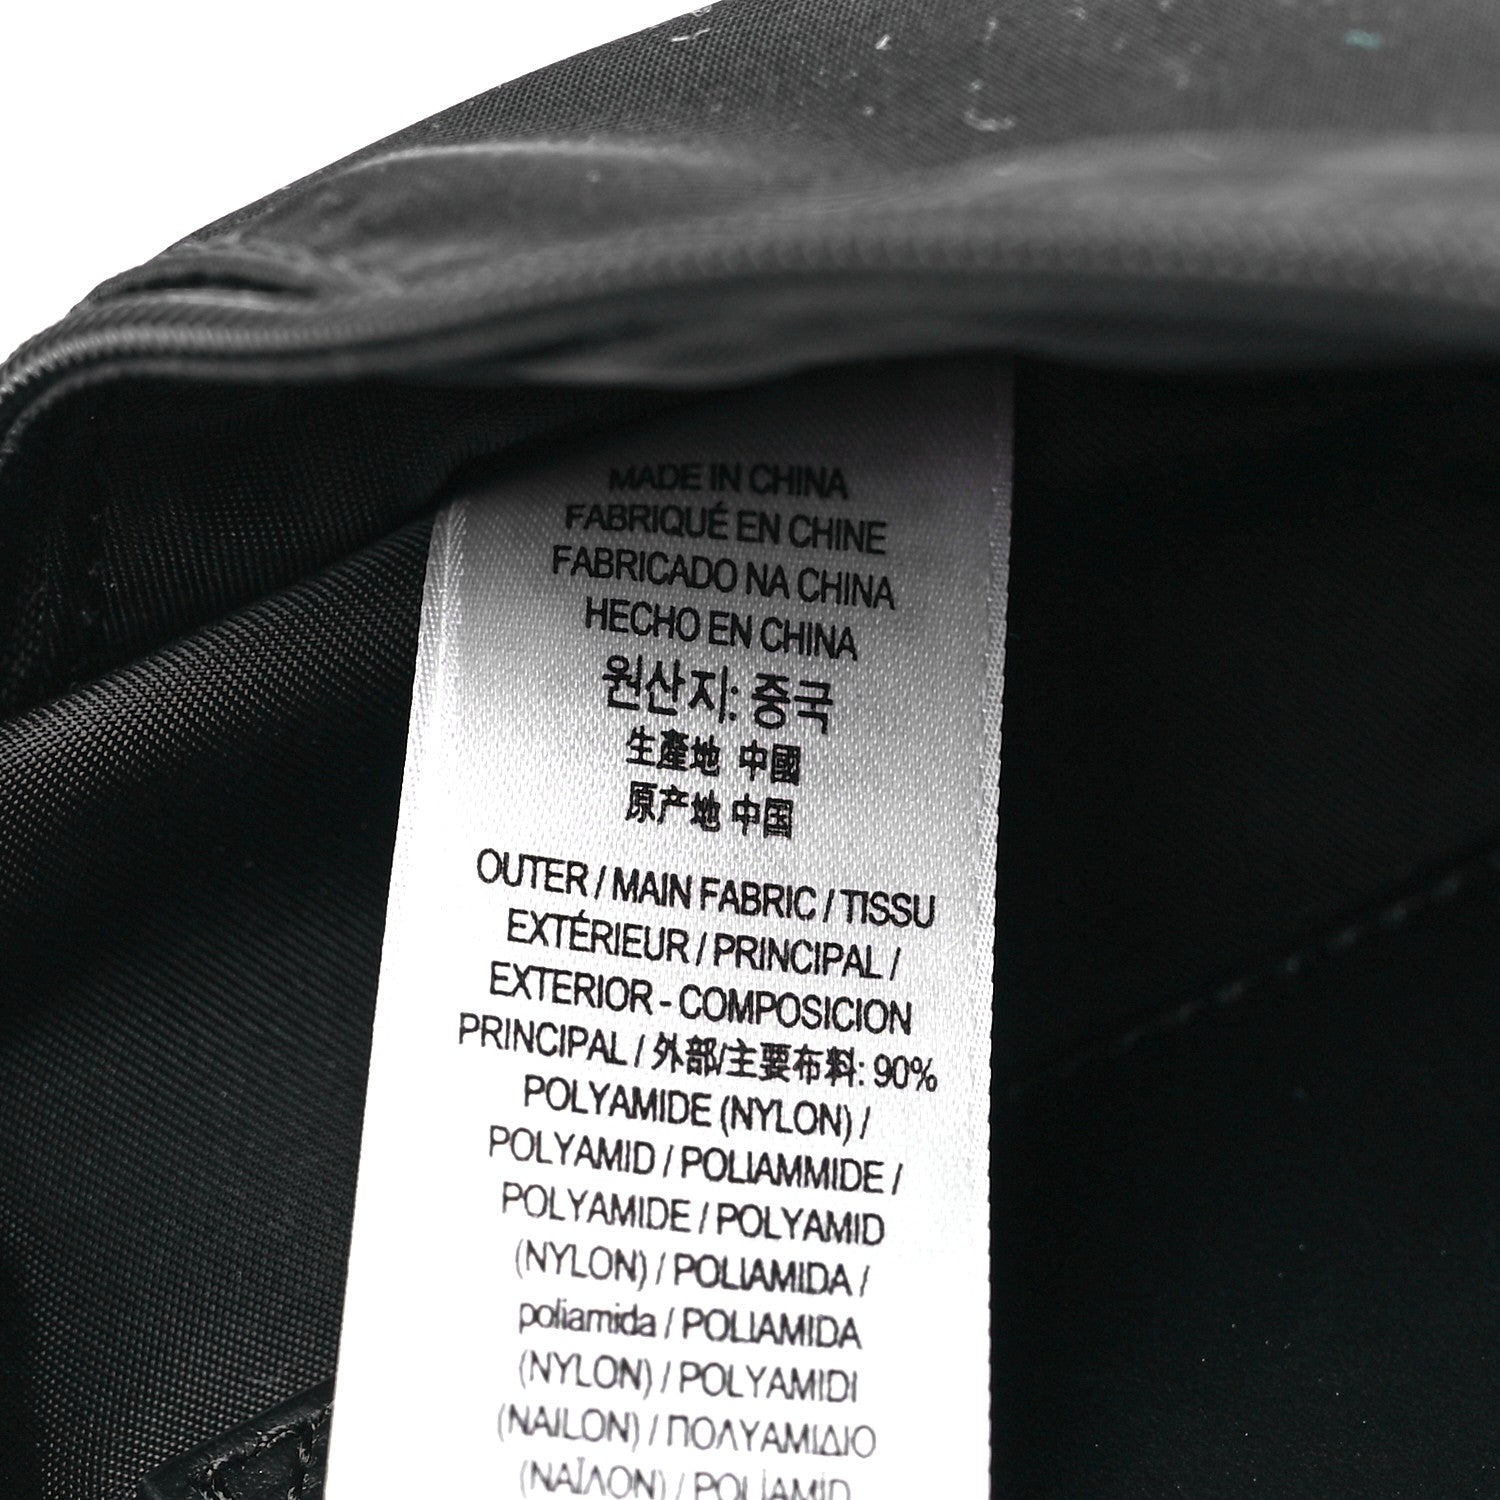 MADE IN CHINA
FABRIQUÉ EN CHINE
FABRICADO NA CHINA
HECHO EN CHINA
원산지: 중국
生產地 中國
原产地 中国
OUTER / MAIN FABRIC / TISSU
EXTÉRIEUR / PRINCIPAL /
EXTERIOR - COMPOSICION
PRINCIPAL / 外部/主要布料: 90%
POLYAMIDE (NYLON) /
POLYAMID / POLIAMMIDE /
POLYAMIDE / POLYAMID
(NYLON) / POLIAMIDA /
poliamida / POLIAMIDA
(NYLON) / POLYAMIDI
(NAILON) / ΠΟΛΥΑΜΙΔΙΟ
(ΝΑΪΛΟΝ) / POLIAMID